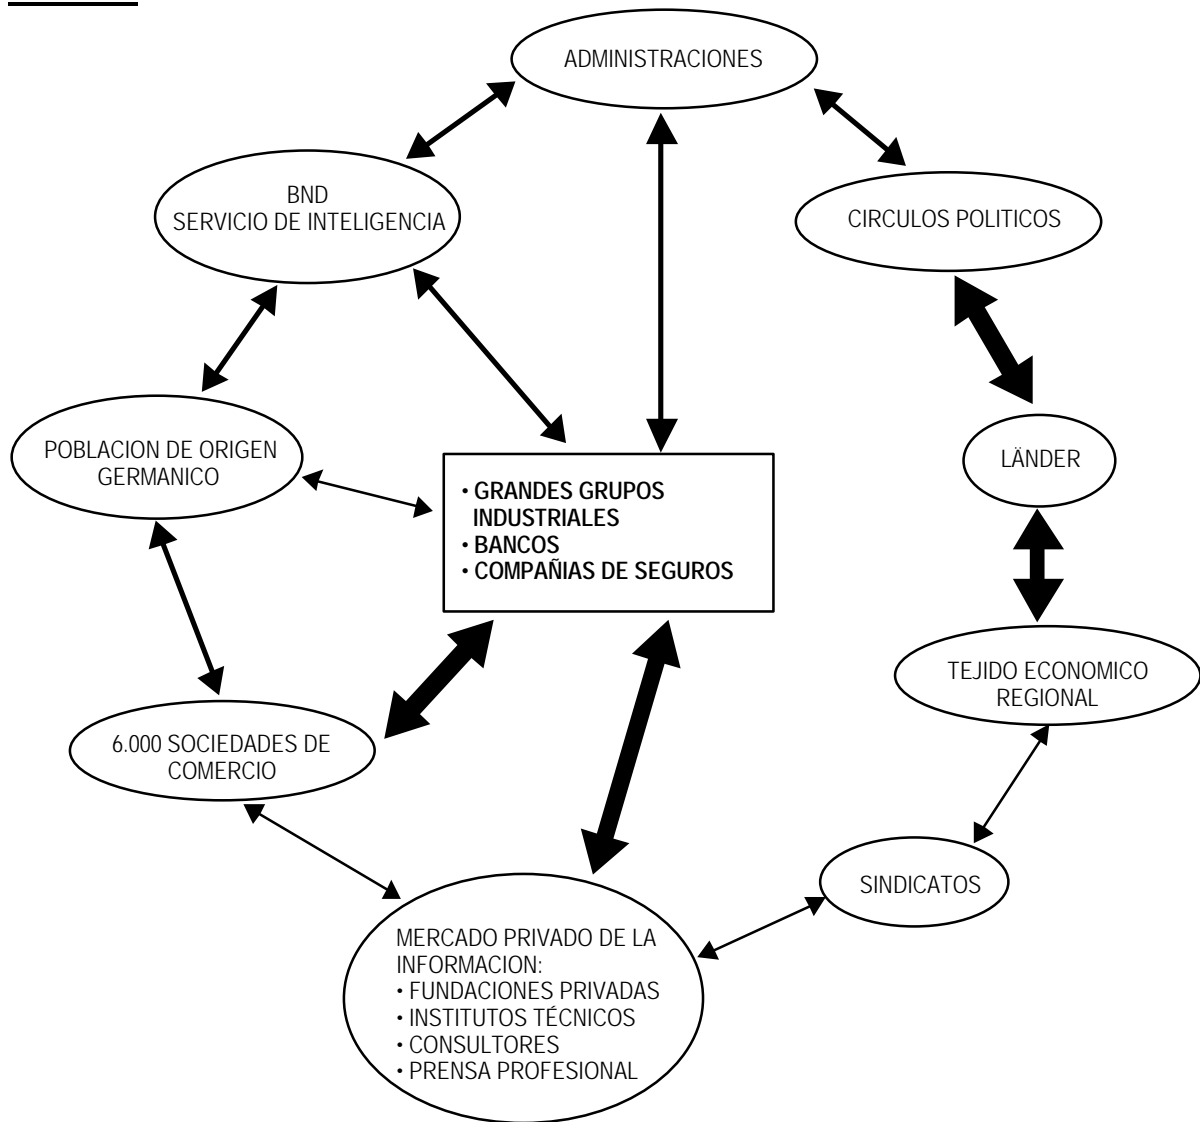 ADMINISTRACIONES
BND
SERVICIO DE INTELIGENCIA
CIRCULOS POLITICOS
POBLACION DE ORIGEN
GERMANICO
LÄNDER
• GRANDES GRUPOS
INDUSTRIALES
• BANCOS
• COMPAÑIAS DE SEGUROS
TEJIDO ECONOMICO
REGIONAL
6.000 SOCIEDADES DE
COMERCIO
SINDICATOS
MERCADO PRIVADO DE LA
INFORMACION:
• FUNDACIONES PRIVADAS
• INSTITUTOS TÉCNICOS
• CONSULTORES
• PRENSA PROFESIONAL